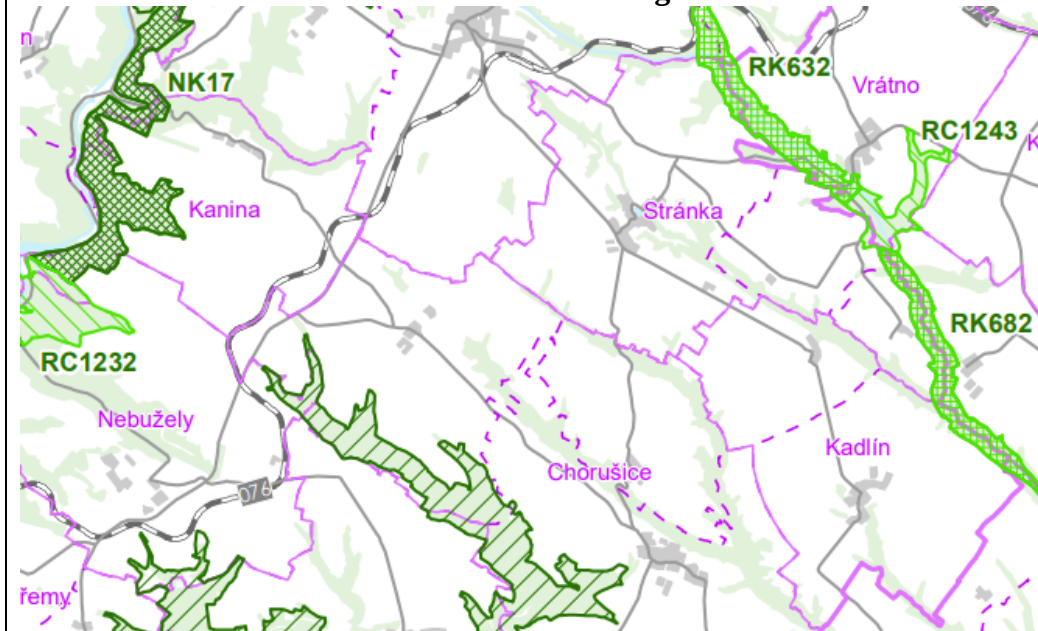 n
NK17
RK632
Vrátno
RC1243
K
Kanina
Stránka
RK682
RC1232
Nebužely
Kadlín
Chorušice
076
řemy